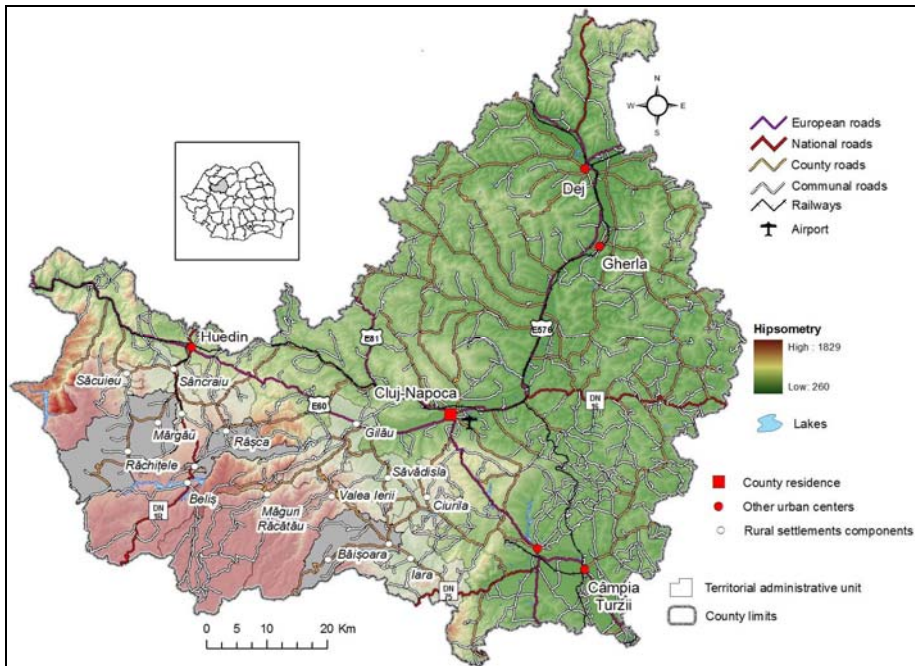 N
W E
S
European roads
National roads
County roads
Communal roads
Railways
Airport
Dej
Gherla
E576
E81
Huedin
Hipsometry
High : 1829
Low: 260
Săcuieu
Sâncraiu
Cluj-Napoca
E60
DN
Lakes
Mărgău
Râșca
Gilău
Răchițele
Săvădisla
County residence
Beliș
Valea Ierii
Ciurila
Other urban centers
DN
Măguri
Răcătău
Rural settlements components
Băișoara
Iara
DN
75
Câmpia
Turzii
Territorial administrative unit
County limits
0 5 10 20 Km